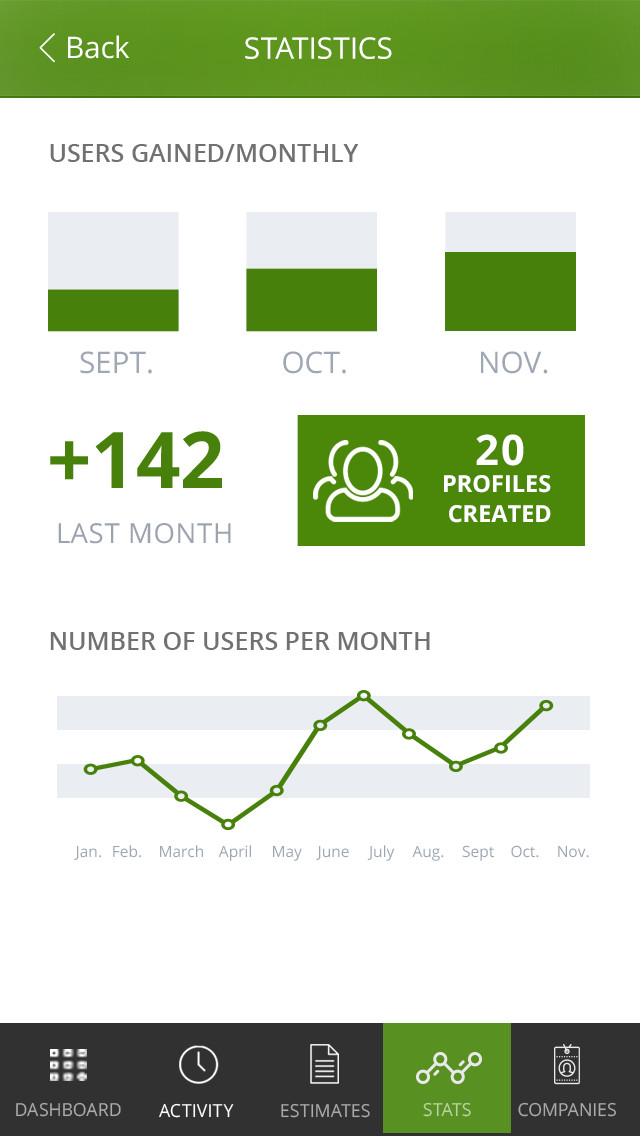 Back
STATISTICS
USERS GAINED/MONTHLY
SEPT. OCT. NOV.
+142
LAST MONTH
20
PROFILES
CREATED
NUMBER OF USERS PER MONTH
Jan. Feb. March April May June July Aug. Sept Oct. Nov.
DASHBOARD ACTIVITY ESTIMATES STATS COMPANIES